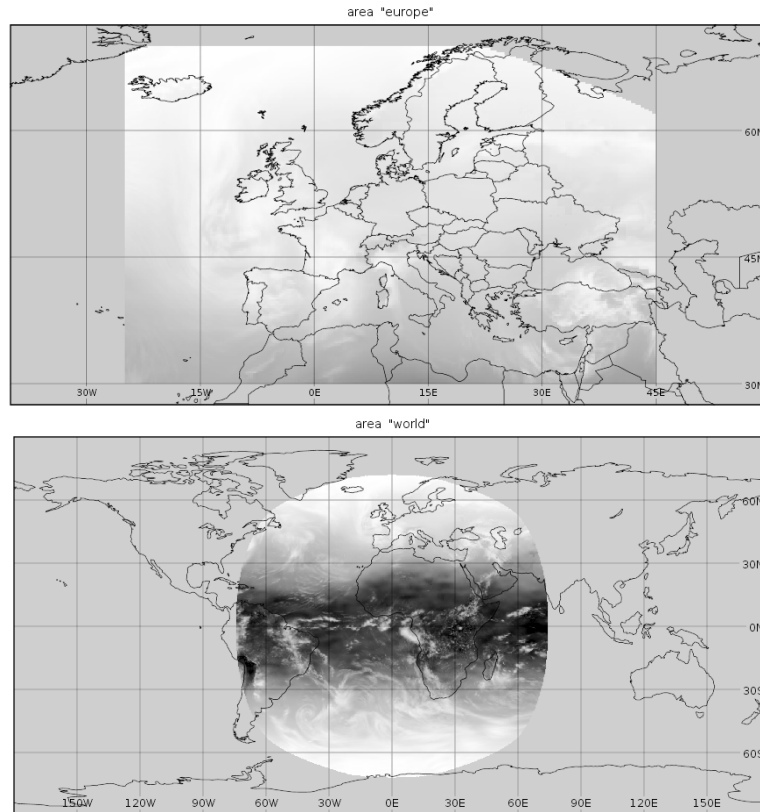 area "europe"
60N
45N
30N
30W 15W 0E 15E 30E 45E
area "world"
60N
30N
0N
30S
60S
150W 120W 90W 60W 30W 0E 30E 60E 90E 120E 150E